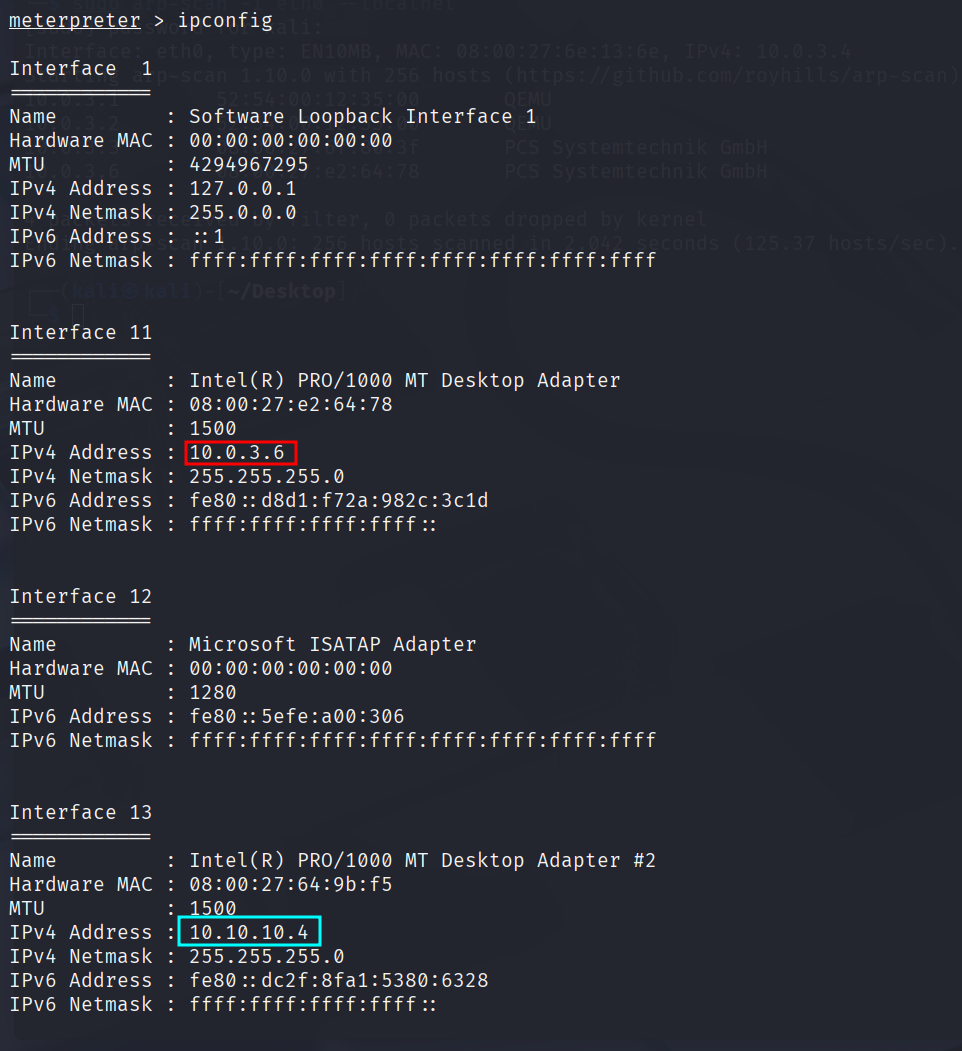 meterpreter > ipconfig
Interface  1
============
Name         : Software Loopback Interface 1
Hardware MAC : 00:00:00:00:00:00
MTU          : 4294967295
IPv4 Address : 127.0.0.1
IPv4 Netmask : 255.0.0.0
IPv6 Address : ::1
IPv6 Netmask : ffff:ffff:ffff:ffff:ffff:ffff:ffff:ffff
Interface 11
============
Name         : Intel(R) PRO/1000 MT Desktop Adapter
Hardware MAC : 08:00:27:e2:64:78
MTU          : 1500
IPv4 Address : 10.0.3.6
IPv4 Netmask : 255.255.255.0
IPv6 Address : fe80::d8d1:f72a:982c:3c1d
IPv6 Netmask : ffff:ffff:ffff:ffff::
Interface 12
============
Name         : Microsoft ISATAP Adapter
Hardware MAC : 00:00:00:00:00:00
MTU          : 1280
IPv6 Address : fe80::5efe:a00:306
IPv6 Netmask : ffff:ffff:ffff:ffff:ffff:ffff:ffff:ffff
Interface 13
============
Name         : Intel(R) PRO/1000 MT Desktop Adapter #2
Hardware MAC : 08:00:27:64:9b:f5
MTU          : 1500
IPv4 Address : 10.10.10.4
IPv4 Netmask : 255.255.255.0
IPv6 Address : fe80::dc2f:8fa1:5380:6328
IPv6 Netmask : ffff:ffff:ffff:ffff::